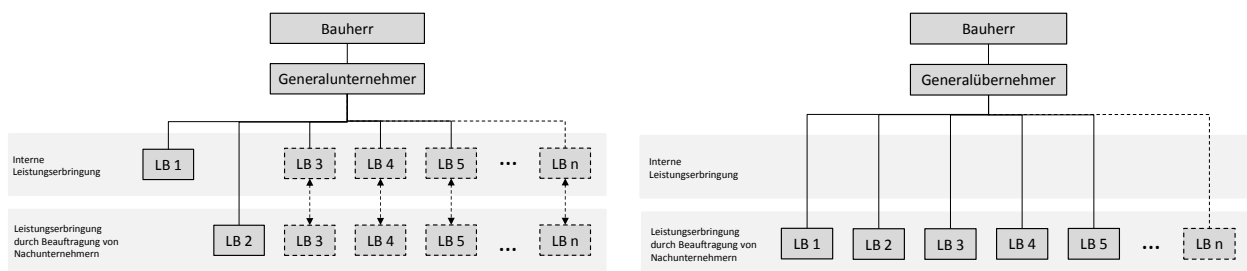 Bauherr
Generalunternehmer
Interne
Leistungserbringung
LB 1
LB 3
LB 4
LB 5
...
LB n
Leistungserbringung
durch Beauftragung von
Nachunternehmern
LB 2
LB 3
LB 4
LB 5
...
LB n
Bauherr
Generalübernehmer
Interne
Leistungserbringung
Leistungserbringung
durch Beauftragung von
Nachunternehmern
LB 1
LB 2
LB 3
LB 4
LB 5
...
LB n